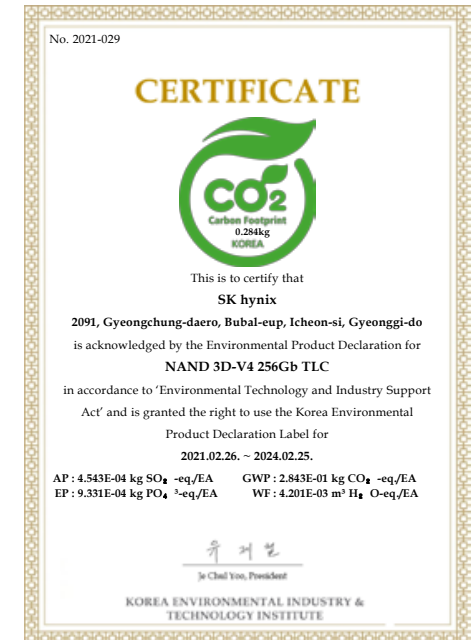 No. 2021-029
CERTIFICATE
CO2
Carbon Footprint
0.284kg
KOREA
This is to certify that
SK hynix
2091, Gyeongchung-daero, Bubal-eup, Icheon-si, Gyeonggi-do
is acknowledged by the Environmental Product Declaration for
NAND 3D-V4 256Gb TLC
in accordance to ‘Environmental Technology and Industry Support
Act’ and is granted the right to use the Korea Environmental
Product Declaration Label for
2021.02.26. ~ 2024.02.25.
AP : 4.543E-04 kg SO₂ -eq./EA GWP : 2.843E-01 kg CO₂ -eq./EA
EP : 9.331E-04 kg PO₄ ³-eq./EA WF : 4.201E-03 m³ H₂ O-eq./EA
유제철
Je Chul Yoo, President
KOREA ENVIRONMENTAL INDUSTRY &
TECHNOLOGY INSTITUTE